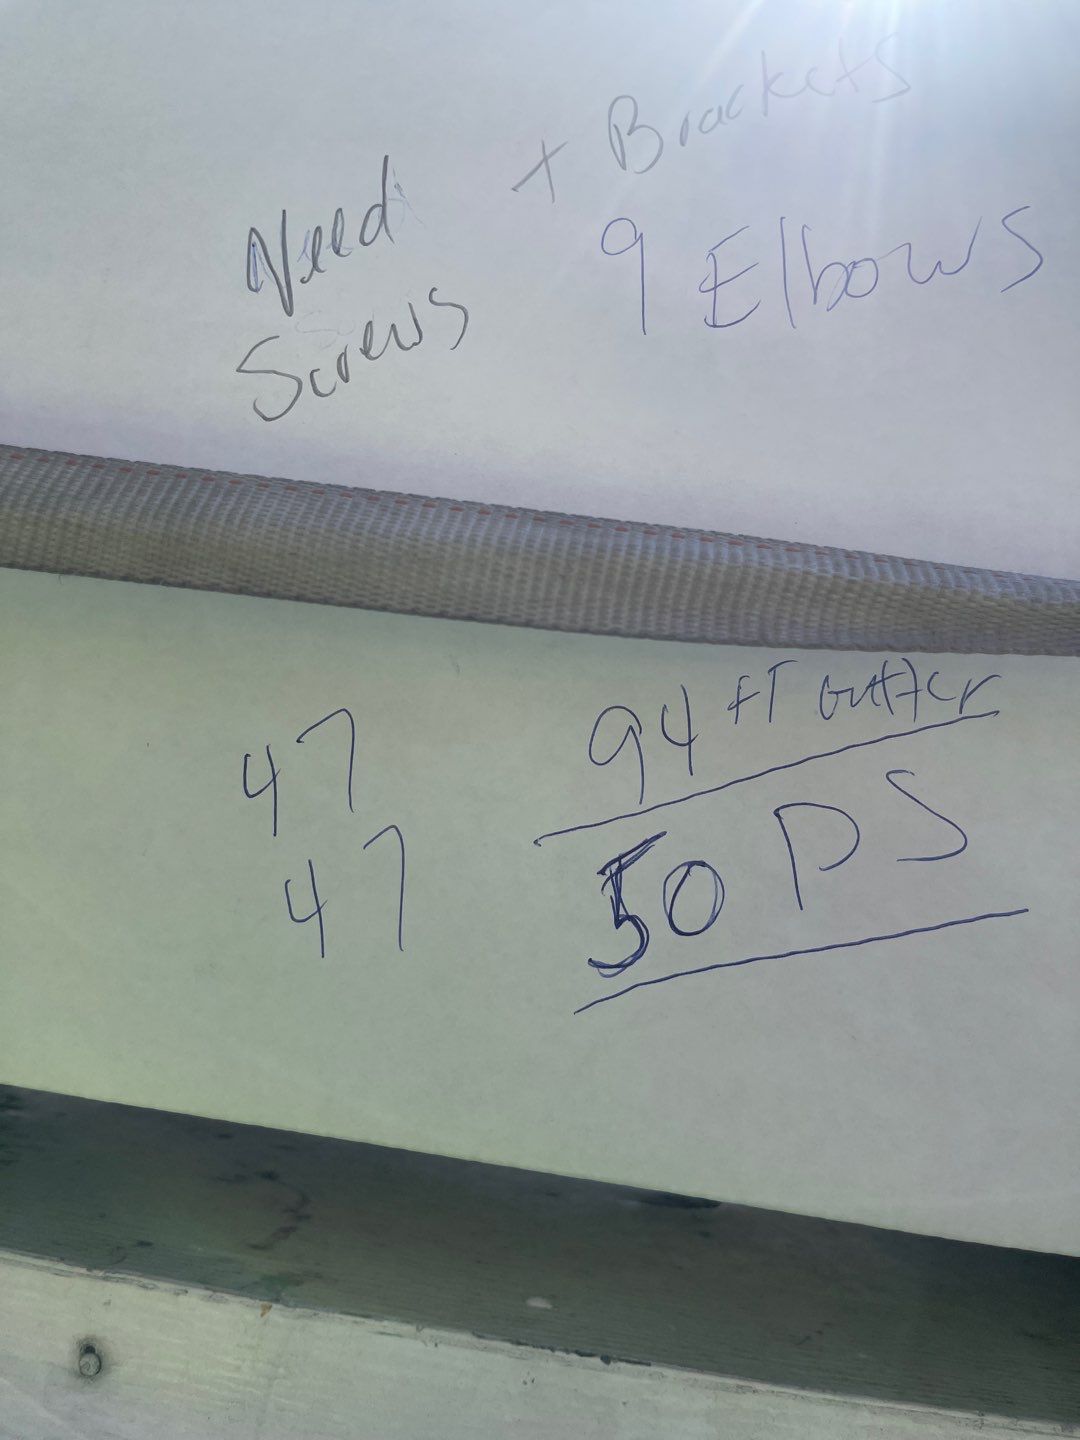 Need + Brackets
Screws 9 Elbows
47 94 FT Gutter
47 50 DS